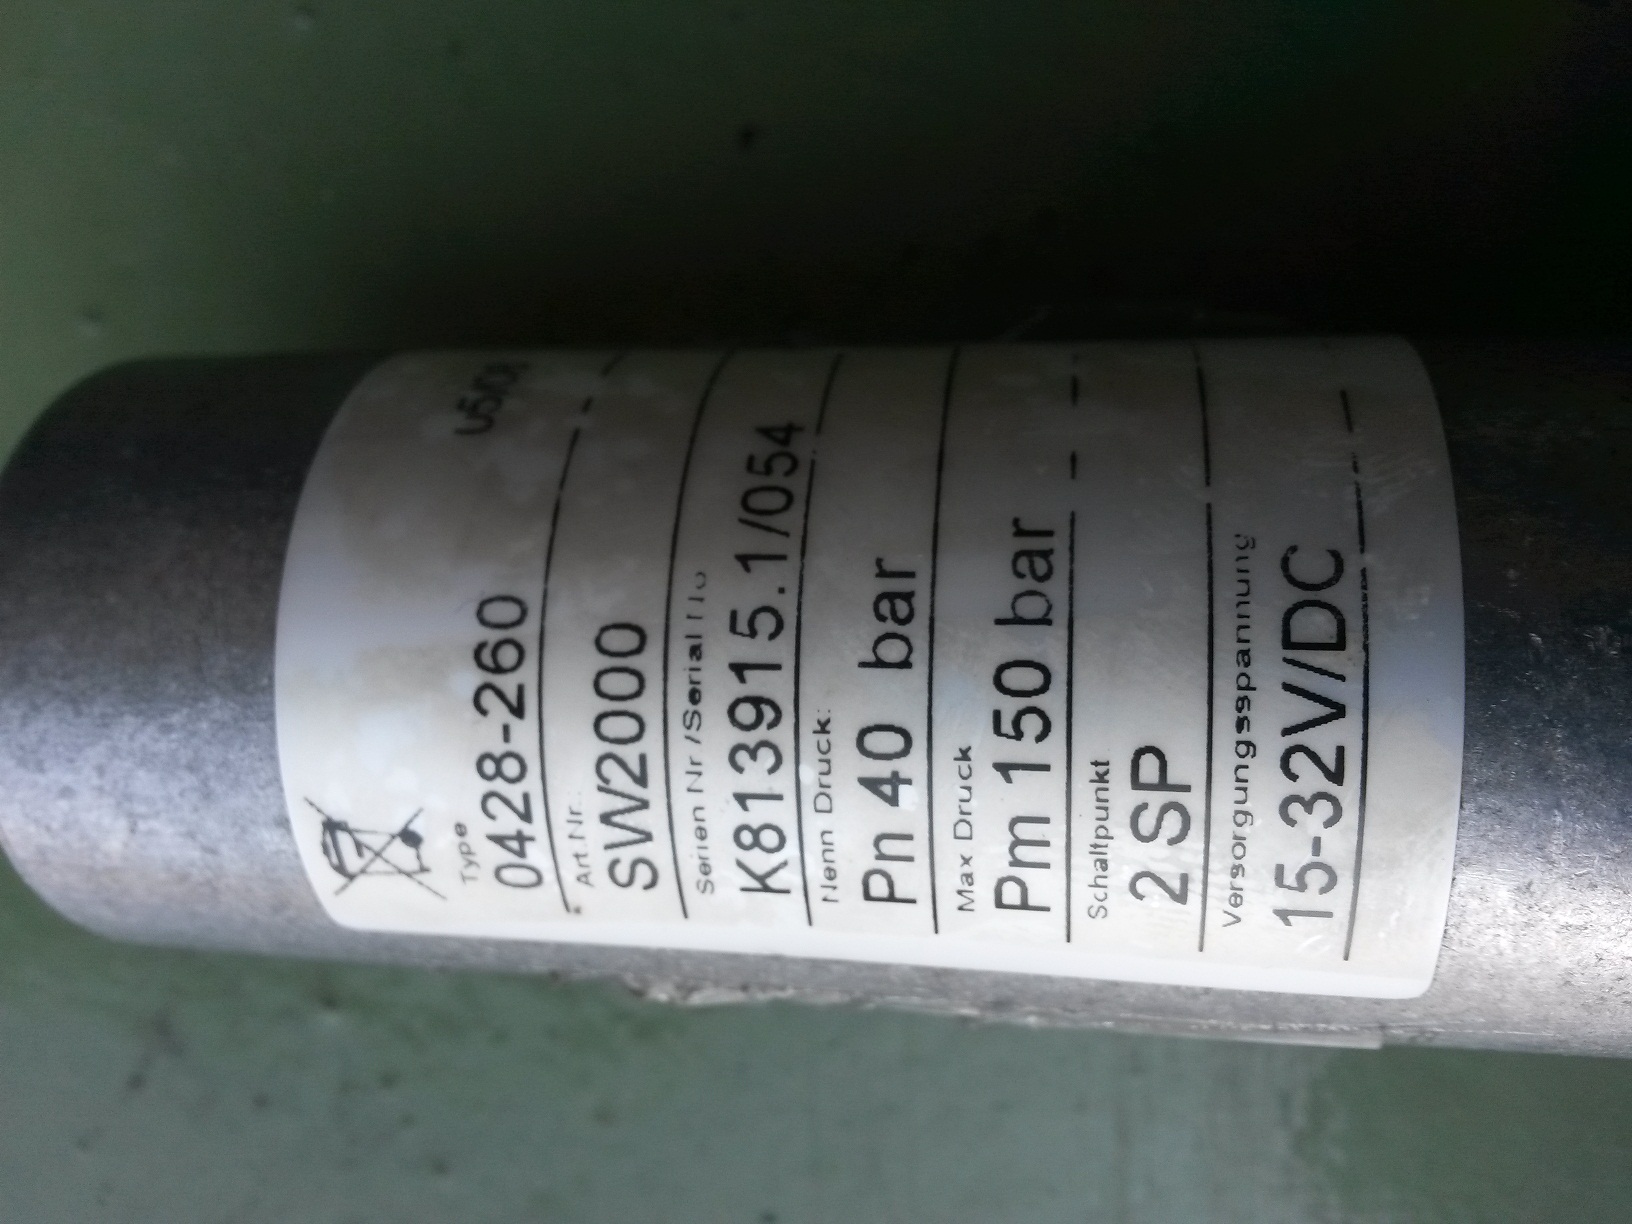 Type
0428-260
Art.Nr.:
SW2000
Serien Nr /Serial No
K813915.1/054
Nenn Druck:
Pn 40 bar
Max Druck
Pm 150 bar
Schaltpunkt
2 SP
Versorgungsspannung
15-32V/DC